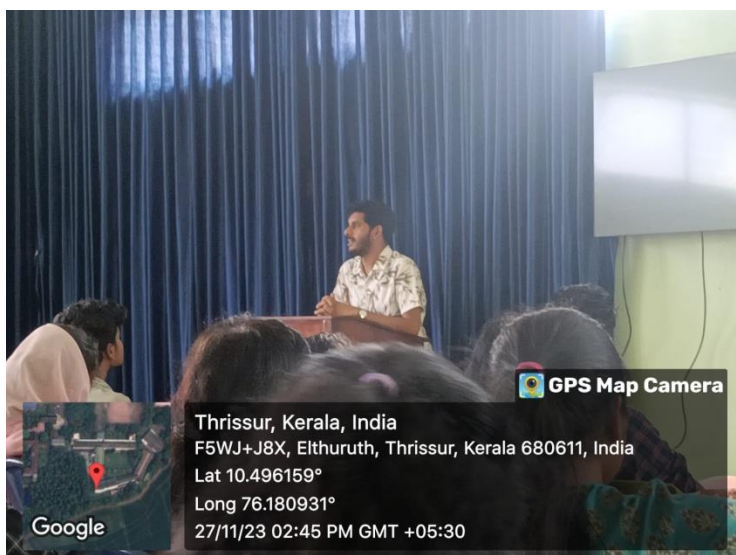 GPS Map Camera
Thrissur, Kerala, India
F5WJ+J8X, Elthuruth, Thrissur, Kerala 680611, India
Lat 10.496159°
Long 76.180931°
27/11/23 02:45 PM GMT +05:30
Google